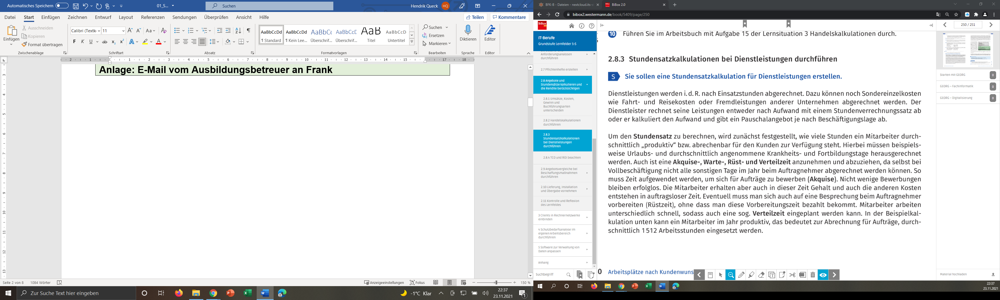 Automatisches Speichern
01_S...
Suchen
Hendrik Queck
HQ
Datei Start Einfügen Zeichnen Entwurf Layout Referenzen Sendungen Überprüfen Ansicht Hilfe
Teilen
Kommentare
Einfügen
Ausschneiden
Kopieren
Format übertragen
Zwischenablage
Calibri (Textk
11
Schriftart
Absatz
AaBbCcDd
¶ Standard
AaBbCcDd
¶ Kein Lee...
AaBbC
Überschrif...
AaBbCcD
Überschrif...
AaB
Titel
AaBbCcD
Untertitel
Formatvorlagen
Suchen
Ersetzen
Markieren
Bearbeiten
Diktieren
Sprache
Editor
Editor
Anlage: E-Mail vom Ausbildungsbetreuer an Frank
Seite 2 von 8
1084 Wörter
Anzeigeeinstellungen
Fokus
150 %
Zur Suche Text hier eingeben
-1°C Klar
22:37
23.11.2021
BFK-B - Dateien - nextcloud.its-s
BiBox 2.0
bibox2.westermann.de/book/5409/page/250
BiBox
IT-Berufe
Grundstufe Lernfelder 1-5
Anforderungsanalysen
durchführen
2.7 Pflichtenhefte erstellen
2.8 Angebote und
Stundensätze kalkulieren und
die Rendite berücksichtigen
2.8.1 Umsätze, Kosten,
Gewinn und
Buchführungsarten
unterscheiden
2.8.2 Handelskalkulationen
durchführen
2.8.3
Stundensatzkalkulationen
bei Dienstleistungen
durchführen
2.8.4 TCO und ROI beachten
2.9 Angebotsvergleiche bei
Beschaffungsmaßnahmen
durchführen
2.10 Lieferung, Installation
und Übergabe vornehmen
2.11 Kontrolle und Reflexion
des Lernfeldes
3 Clients in Rechnernetzwerke
einbinden
4 Schutzbedarfsanalyse im
eigenen Arbeitsbereich
durchführen
5 Software zur Verwaltung von
Daten anpassen
Anhang
Suchbegriff
10 Führen Sie im Arbeitsbuch mit Aufgabe 15 der Lernsituation 3 Handelskalkulationen durch.
2.8.3 Stundensatzkalkulationen bei Dienstleistungen durchführen
S Sie sollen eine Stundensatzkalkulation für Dienstleistungen erstellen.
Dienstleistungen werden i. d. R. nach Einsatzstunden abgerechnet. Dazu können noch Sondereinzelkosten
wie Fahrt- und Reisekosten oder Fremdleistungen anderer Unternehmen abgerechnet werden. Der
Dienstleister rechnet seine Leistungen entweder nach Aufwand mit einem Stundenverrechnungssatz ab
oder er kalkuliert den Aufwand und gibt ein Pauschalangebot je nach Beschäftigungslage ab.
Um den Stundensatz zu berechnen, wird zunächst festgestellt, wie viele Stunden ein Mitarbeiter durch-
schnittlich „produktiv“ bzw. abrechenbar für den Kunden zur Verfügung steht. Hierbei müssen beispiels-
weise Urlaubs- und durchschnittlich angenommene Krankheits- und Fortbildungstage herausgerechnet
werden. Auch ist eine Akquise-, Warte-, Rüst- und Verteilzeit anzunehmen und abzuziehen, da selbst bei
Vollbeschäftigung nicht alle sonstigen Tage im Jahr beim Auftragnehmer abgerechnet werden können. So
muss Zeit aufgewendet werden, um sich für Aufträge zu bewerben (Akquise). Nicht wenige Bewerbungen
bleiben erfolglos. Die Mitarbeiter erhalten aber auch in dieser Zeit Gehalt und auch die anderen Kosten
entstehen in auftragsloser Zeit. Eventuell muss man sich auch auf eine Besprechung beim Auftragnehmer
vorbereiten (Rüstzeit), ohne dass man diese Vorbereitungszeit bezahlt bekommt. Mitarbeiter arbeiten
unterschiedlich schnell, sodass auch eine sog. Verteilzeit eingeplant werden kann. In der Beispielkal-
kulation unten kann ein Mitarbeiter im Jahr produktiv, das bedeutet zur Abrechnung für Aufträge, durch-
schnittlich 1 512 Arbeitsstunden eingesetzt werden.
0 Arbeitsplätze nach Kundenwuns
250 / 251
Starten mit GEORG 0
GEORG – Fachinformatik 0
GEORG – Digitalisierung 0
Material hochladen
22:37
23.11.2021